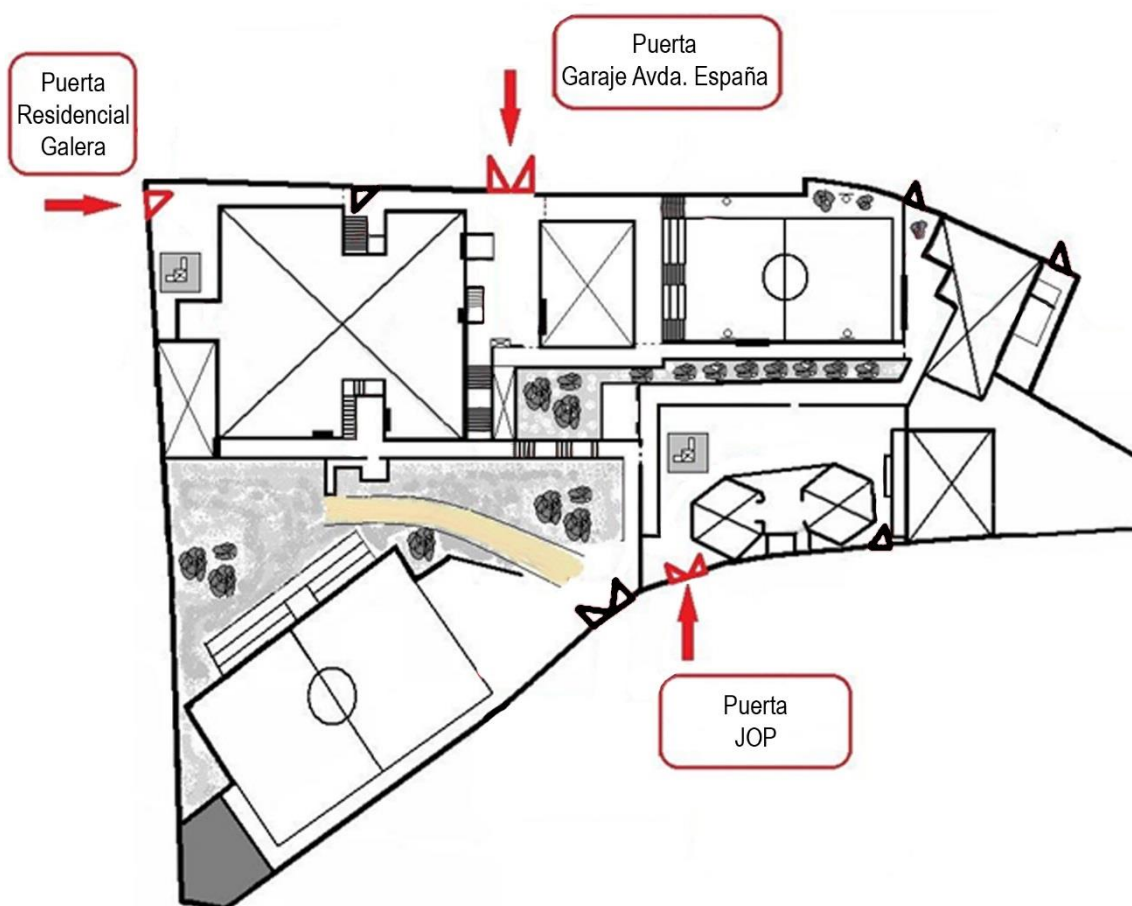 Puerta
Residencial
Galera
Puerta
Garaje Avda. España
Puerta
JOP